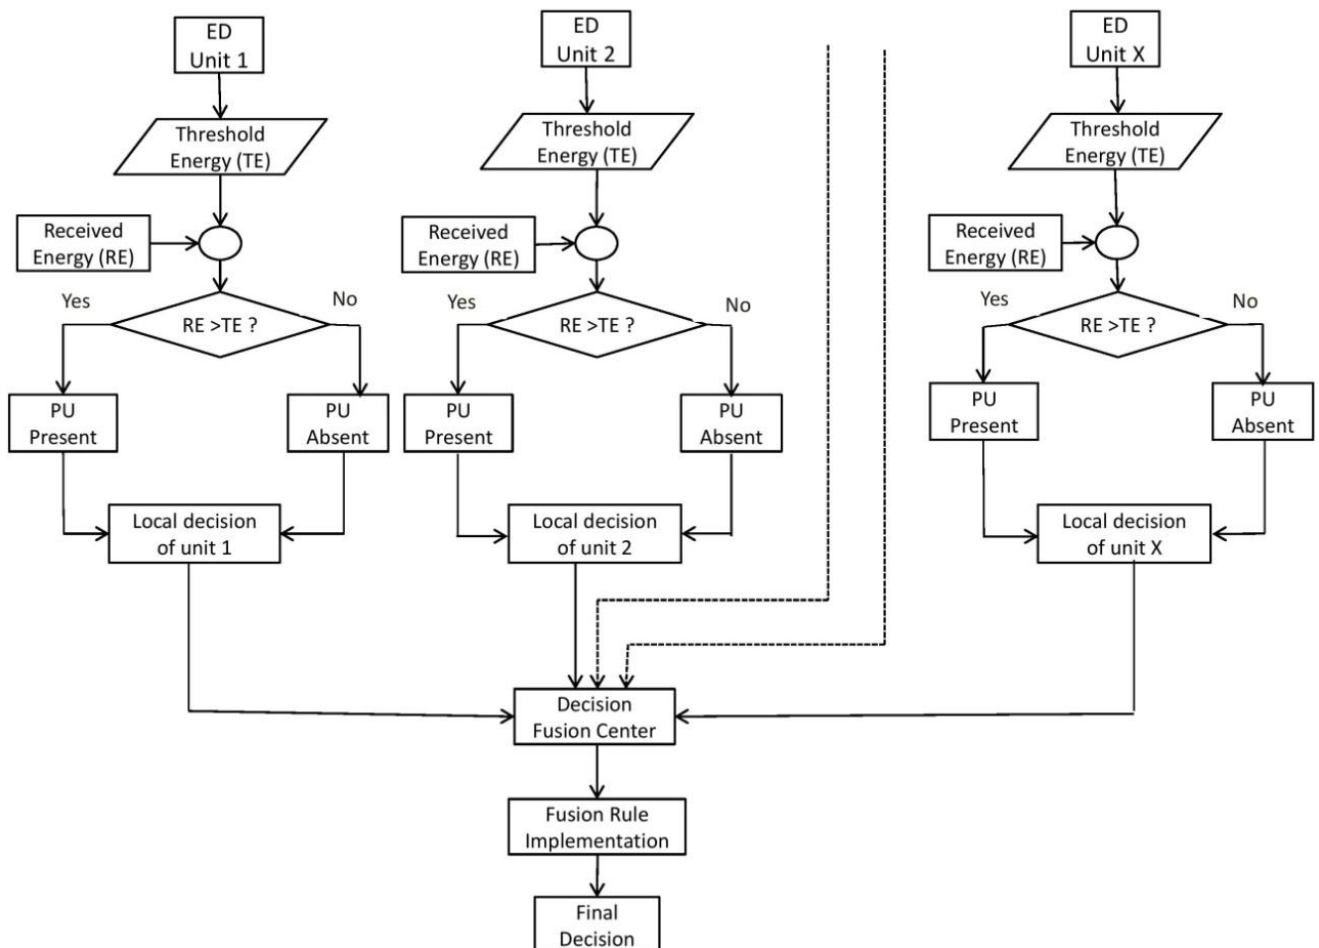 ED
Unit 1
ED
Unit 2
ED
Unit X
Threshold
Energy (TE)
Threshold
Energy (TE)
Threshold
Energy (TE)
Received
Energy (RE)
Received
Energy (RE)
Received
Energy (RE)
Yes
No
Yes
No
Yes
No
RE >TE ?
RE >TE ?
RE >TE ?
PU
Present
PU
Absent
PU
Present
PU
Absent
PU
Present
PU
Absent
Local decision
of unit 1
Local decision
of unit 2
Local decision
of unit X
Decision
Fusion Center
Fusion Rule
Implementation
Final
Decision